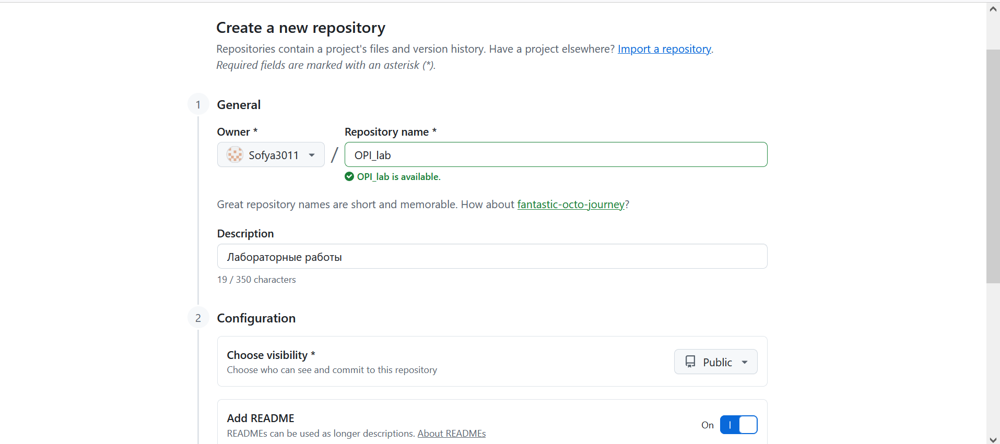 Create a new repository
Repositories contain a project's files and version history. Have a project elsewhere? Import a repository.
Required fields are marked with an asterisk (*).
1 General
Owner * Repository name *
Sofya3011 / OPI_lab
OPI_lab is available.
Great repository names are short and memorable. How about fantastic-octo-journey?
Description
Лабораторные работы
19 / 350 characters
2 Configuration
Choose visibility *
Choose who can see and commit to this repository
Public
Add README
READMEs can be used as longer descriptions. About READMEs
On